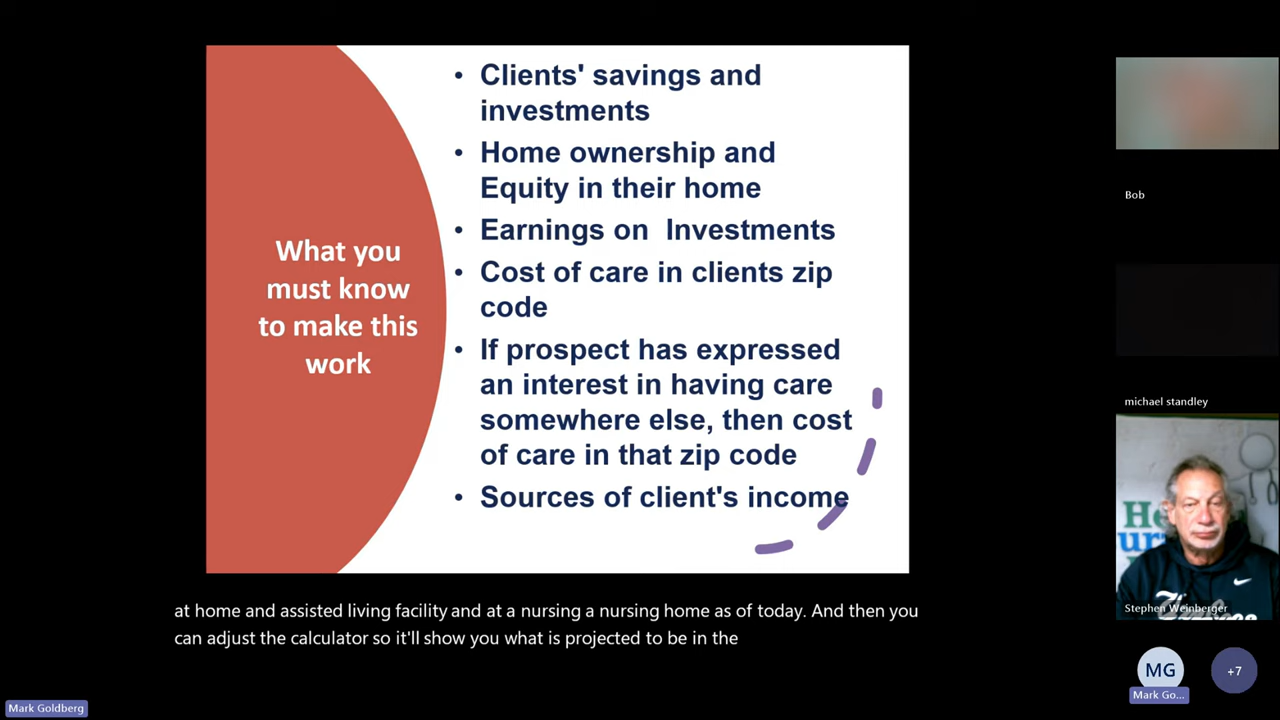 What you
must know
to make this
work
• Clients' savings and
investments
• Home ownership and
Equity in their home
• Earnings on  Investments
• Cost of care in clients zip
code
• If prospect has expressed
an interest in having care
somewhere else, then cost
of care in that zip code
• Sources of client's income
at home and assisted living facility and at a nursing a nursing home as of today. And then you
can adjust the calculator so it'll show you what is projected to be in the
Mark Goldberg
Bob
michael standley
Stephen Weinberger
MG
Mark Go...
+7